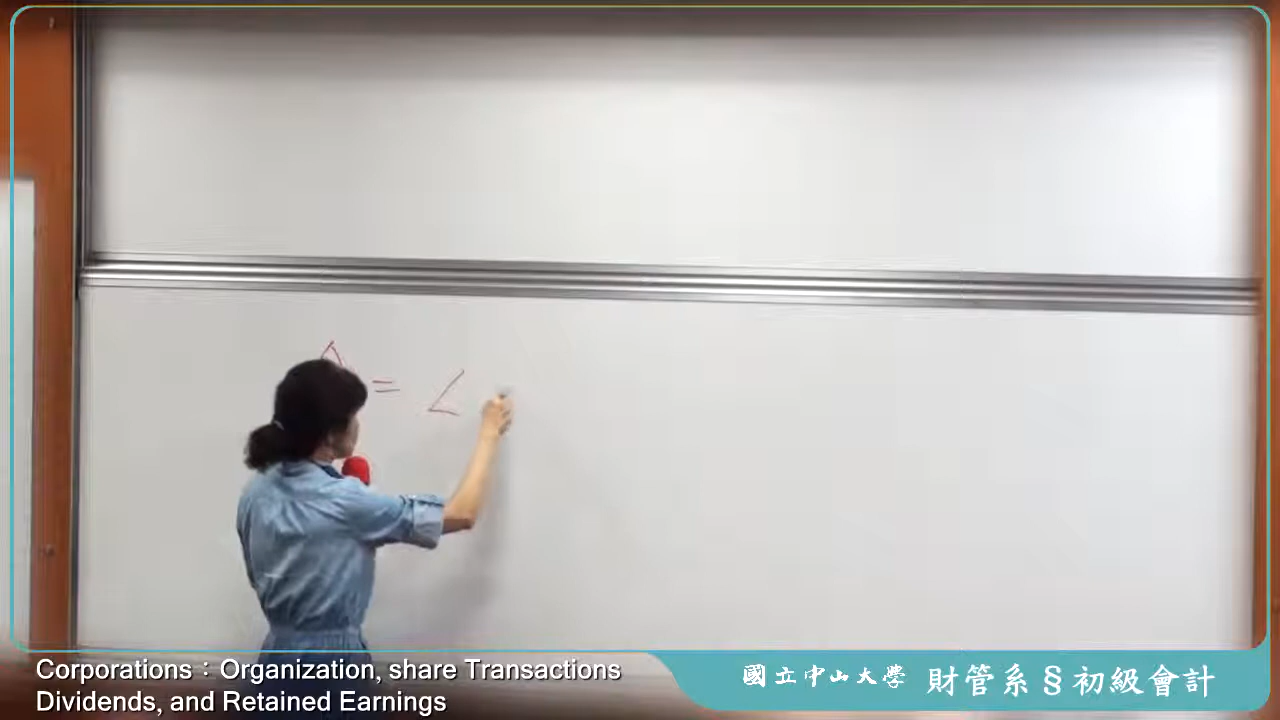 A = L
Corporations：Organization, share Transactions
Dividends, and Retained Earnings
國立中山大學 財管系§初級會計